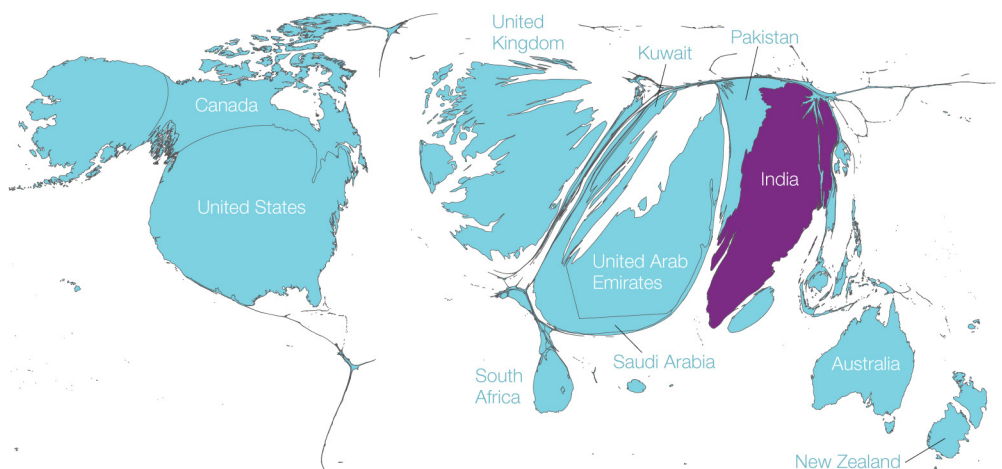 United
Kingdom
Kuwait
Pakistan
Canada
India
United States
United Arab
Emirates
Saudi Arabia
South
Africa
Australia
New Zealand